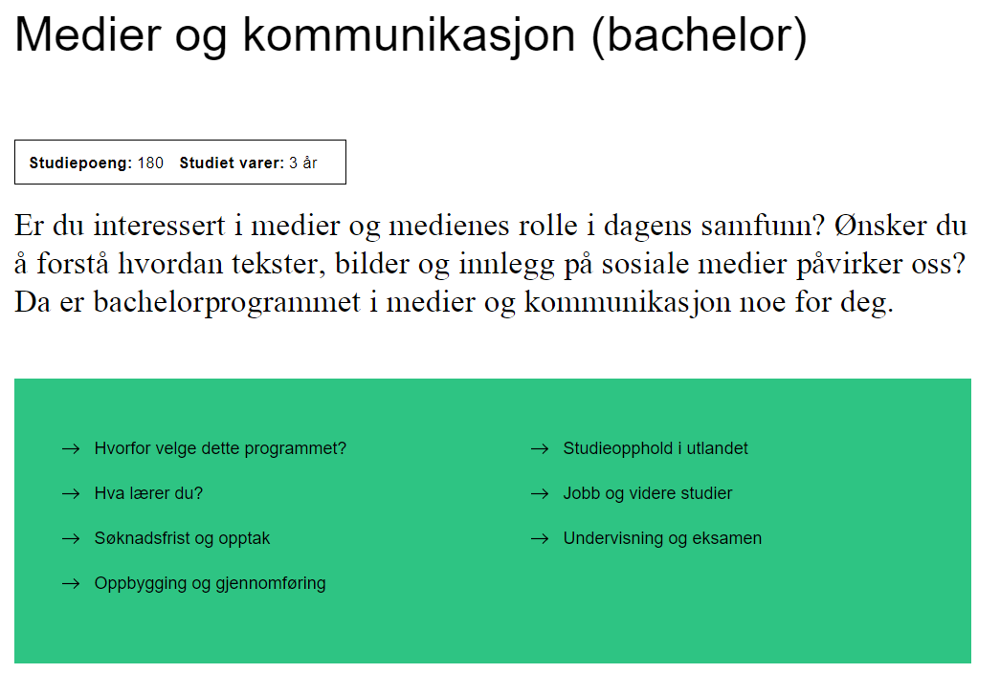 Medier og kommunikasjon (bachelor)
Studiepoeng: 180 Studiet varer: 3 år
Er du interessert i medier og medienes rolle i dagens samfunn? Ønsker du
å forstå hvordan tekster, bilder og innlegg på sosiale medier påvirker oss?
Da er bachelorprogrammet i medier og kommunikasjon noe for deg.
→ Hvorfor velge dette programmet?
→ Hva lærer du?
→ Søknadsfrist og opptak
→ Oppbygging og gjennomføring
→ Studieopphold i utlandet
→ Jobb og videre studier
→ Undervisning og eksamen